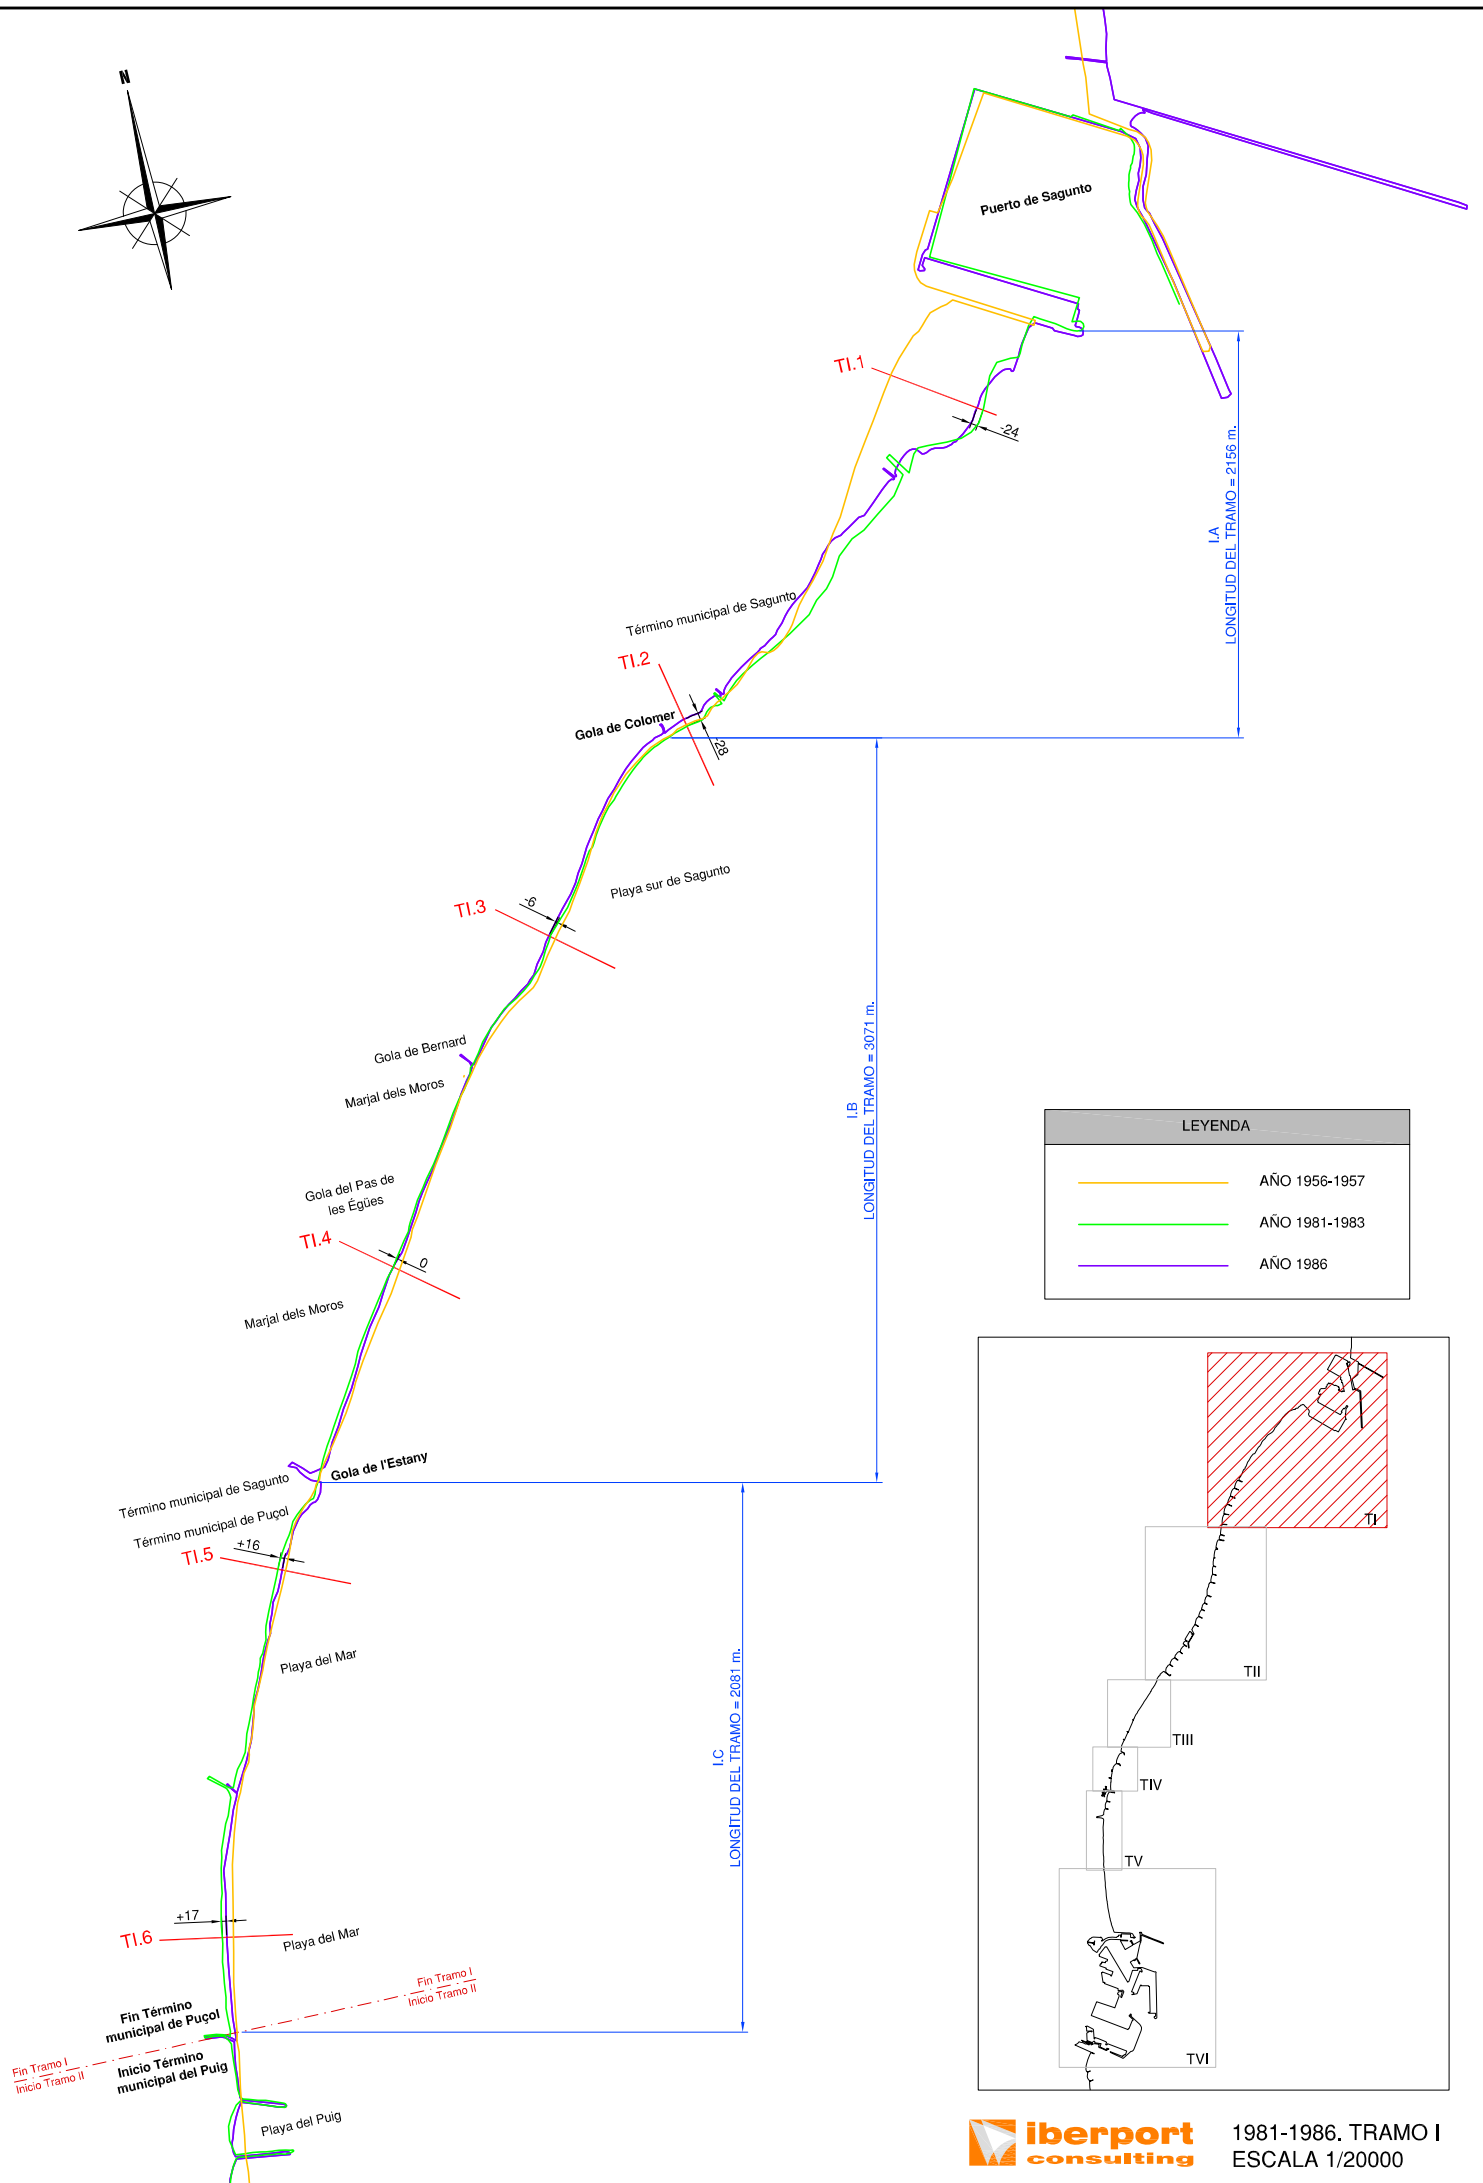 N
Puerto de Sagunto
TI.1
-24
I.A
LONGITUD DEL TRAMO = 2156 m.
Término municipal de Sagunto
TI.2
Gola de Colomer
-28
Playa sur de Sagunto
TI.3
-6
I.B
LONGITUD DEL TRAMO = 3071 m.
Gola de Bernard
Marjal dels Moros
Gola del Pas de
les Égües
TI.4
0
Marjal dels Moros
LEYENDA
AÑO 1956-1957
AÑO 1981-1983
AÑO 1986
Gola de l'Estany
Término municipal de Sagunto
Término municipal de Puçol
+16
TI.5
Playa del Mar
I.C
LONGITUD DEL TRAMO = 2081 m.
+17
TI.6
Playa del Mar
Fin Tramo I
Inicio Tramo II
Fin Término
municipal de Puçol
Fin Tramo I
Inicio Tramo II
Inicio Término
municipal del Puig
Playa del Puig
TI
TII
TIII
TIV
TV
TVI
iberport
consulting
1981-1986. TRAMO I
ESCALA 1/20000